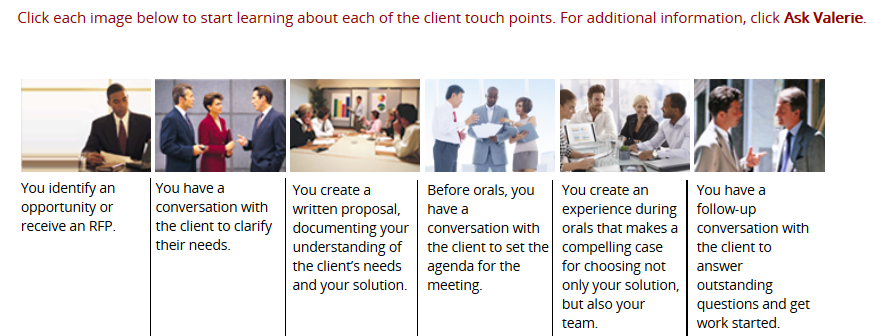 Click each image below to start learning about each of the client touch points. For additional information, click Ask Valerie.
You identify an
opportunity or
receive an RFP.
You have a
conversation with
the client to clarify
their needs.
You create a
written proposal,
documenting your
understanding of
the client's needs
and your solution.
Before orals, you
have a
conversation with
the client to set the
agenda for the
meeting.
You create an
experience during
orals that makes a
compelling case
for choosing not
only your solution,
but also your
team.
You have a
follow-up
conversation with
the client to
answer
outstanding
questions and get
work started.